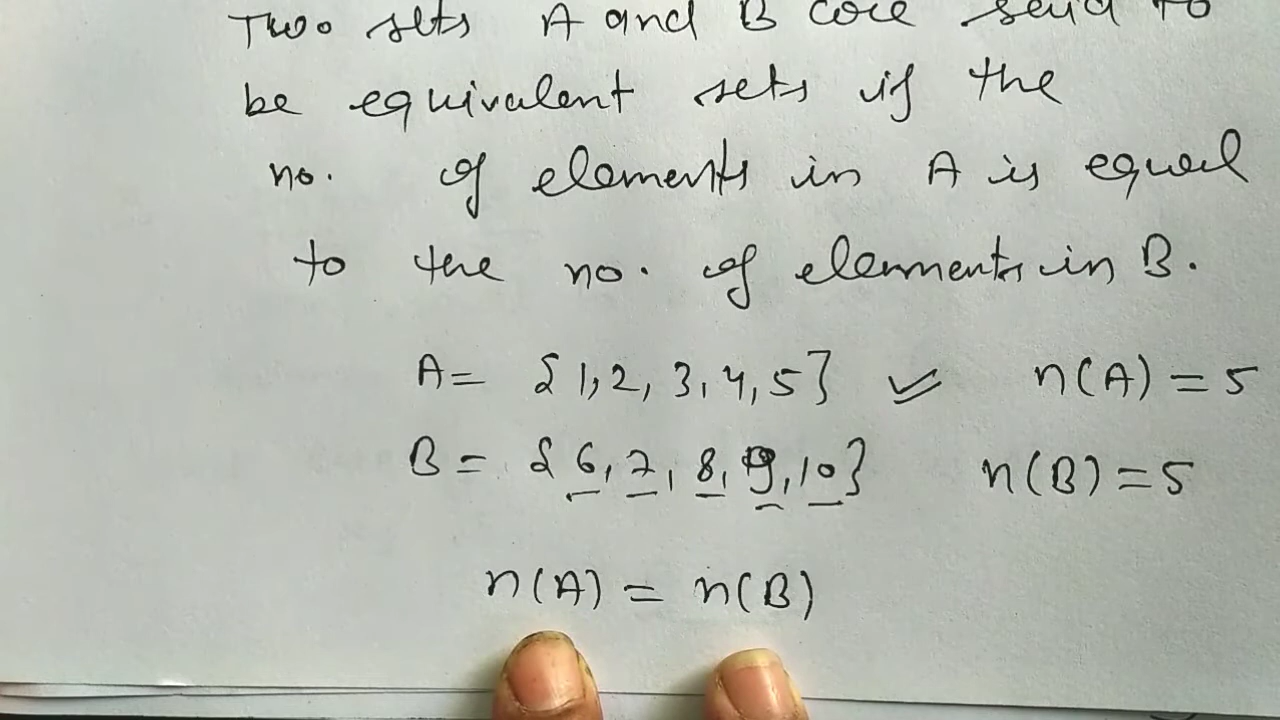 Two sets A and B are said to
be equivalent sets if the
no. of elements in A is equal
to the no. of elements in B.
A = {1,2,3,4,5} n(A) = 5
B = {6,7,8,9,10} n(B) = 5
n(A) = n(B)